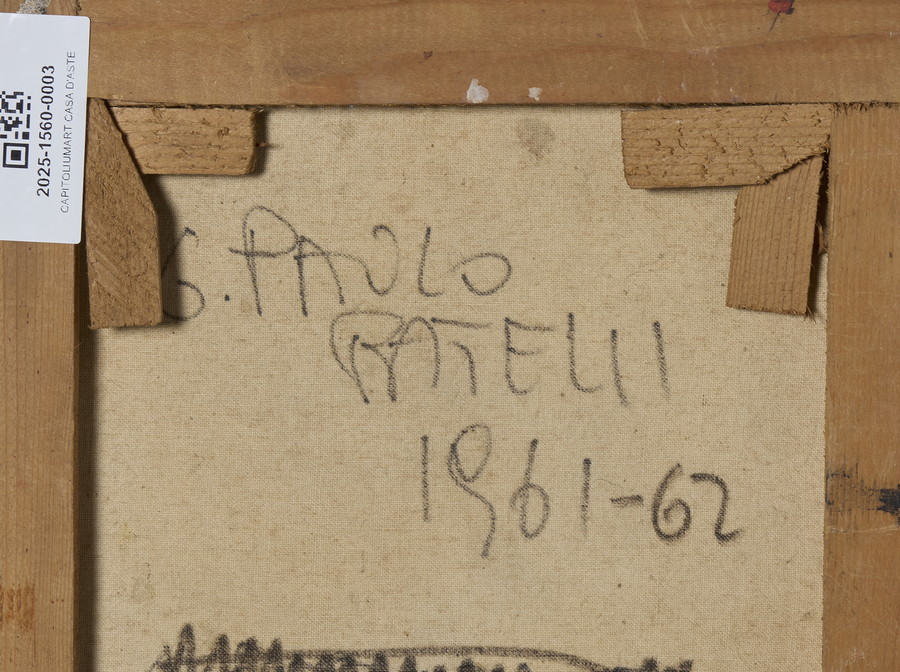 2025-1560-0003
CAPITOLIUMART CASA D'ASTE
G. PAOLO
PATELLI
1961-62